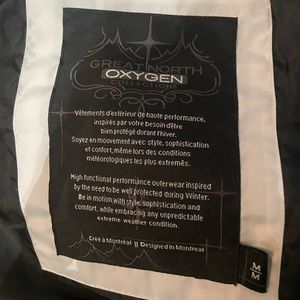 GREAT NORTH
OXYGEN
COLLECTIONS
Vêtements d'extérieur de haute performance,
inspirés par votre besoin d'être
bien protégé durant l'hiver.
Soyez en mouvement avec style, sophistication
et confort, même lors des conditions
météorologiques les plus extrêmes.
High functional performance outerwear inspired
by the need to be well protected during Winter.
Be in motion with style, sophistication and
comfort, while embracing any unpredictable
extreme weather condition.
Créé à Montréal || Designed in Montreal
M
M